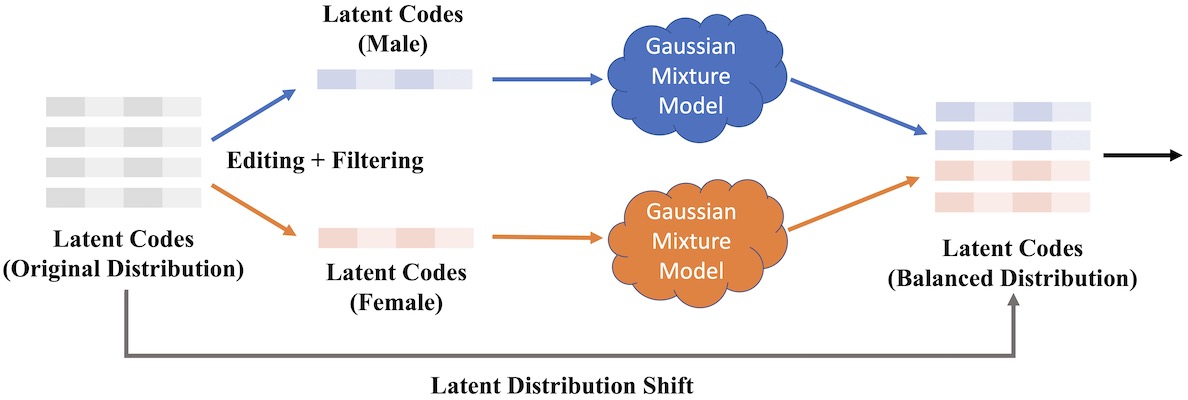 Latent Codes
(Male)
Gaussian
Mixture
Model
Editing + Filtering
Latent Codes
(Original Distribution)
Latent Codes
(Female)
Gaussian
Mixture
Model
Latent Codes
(Balanced Distribution)
Latent Distribution Shift